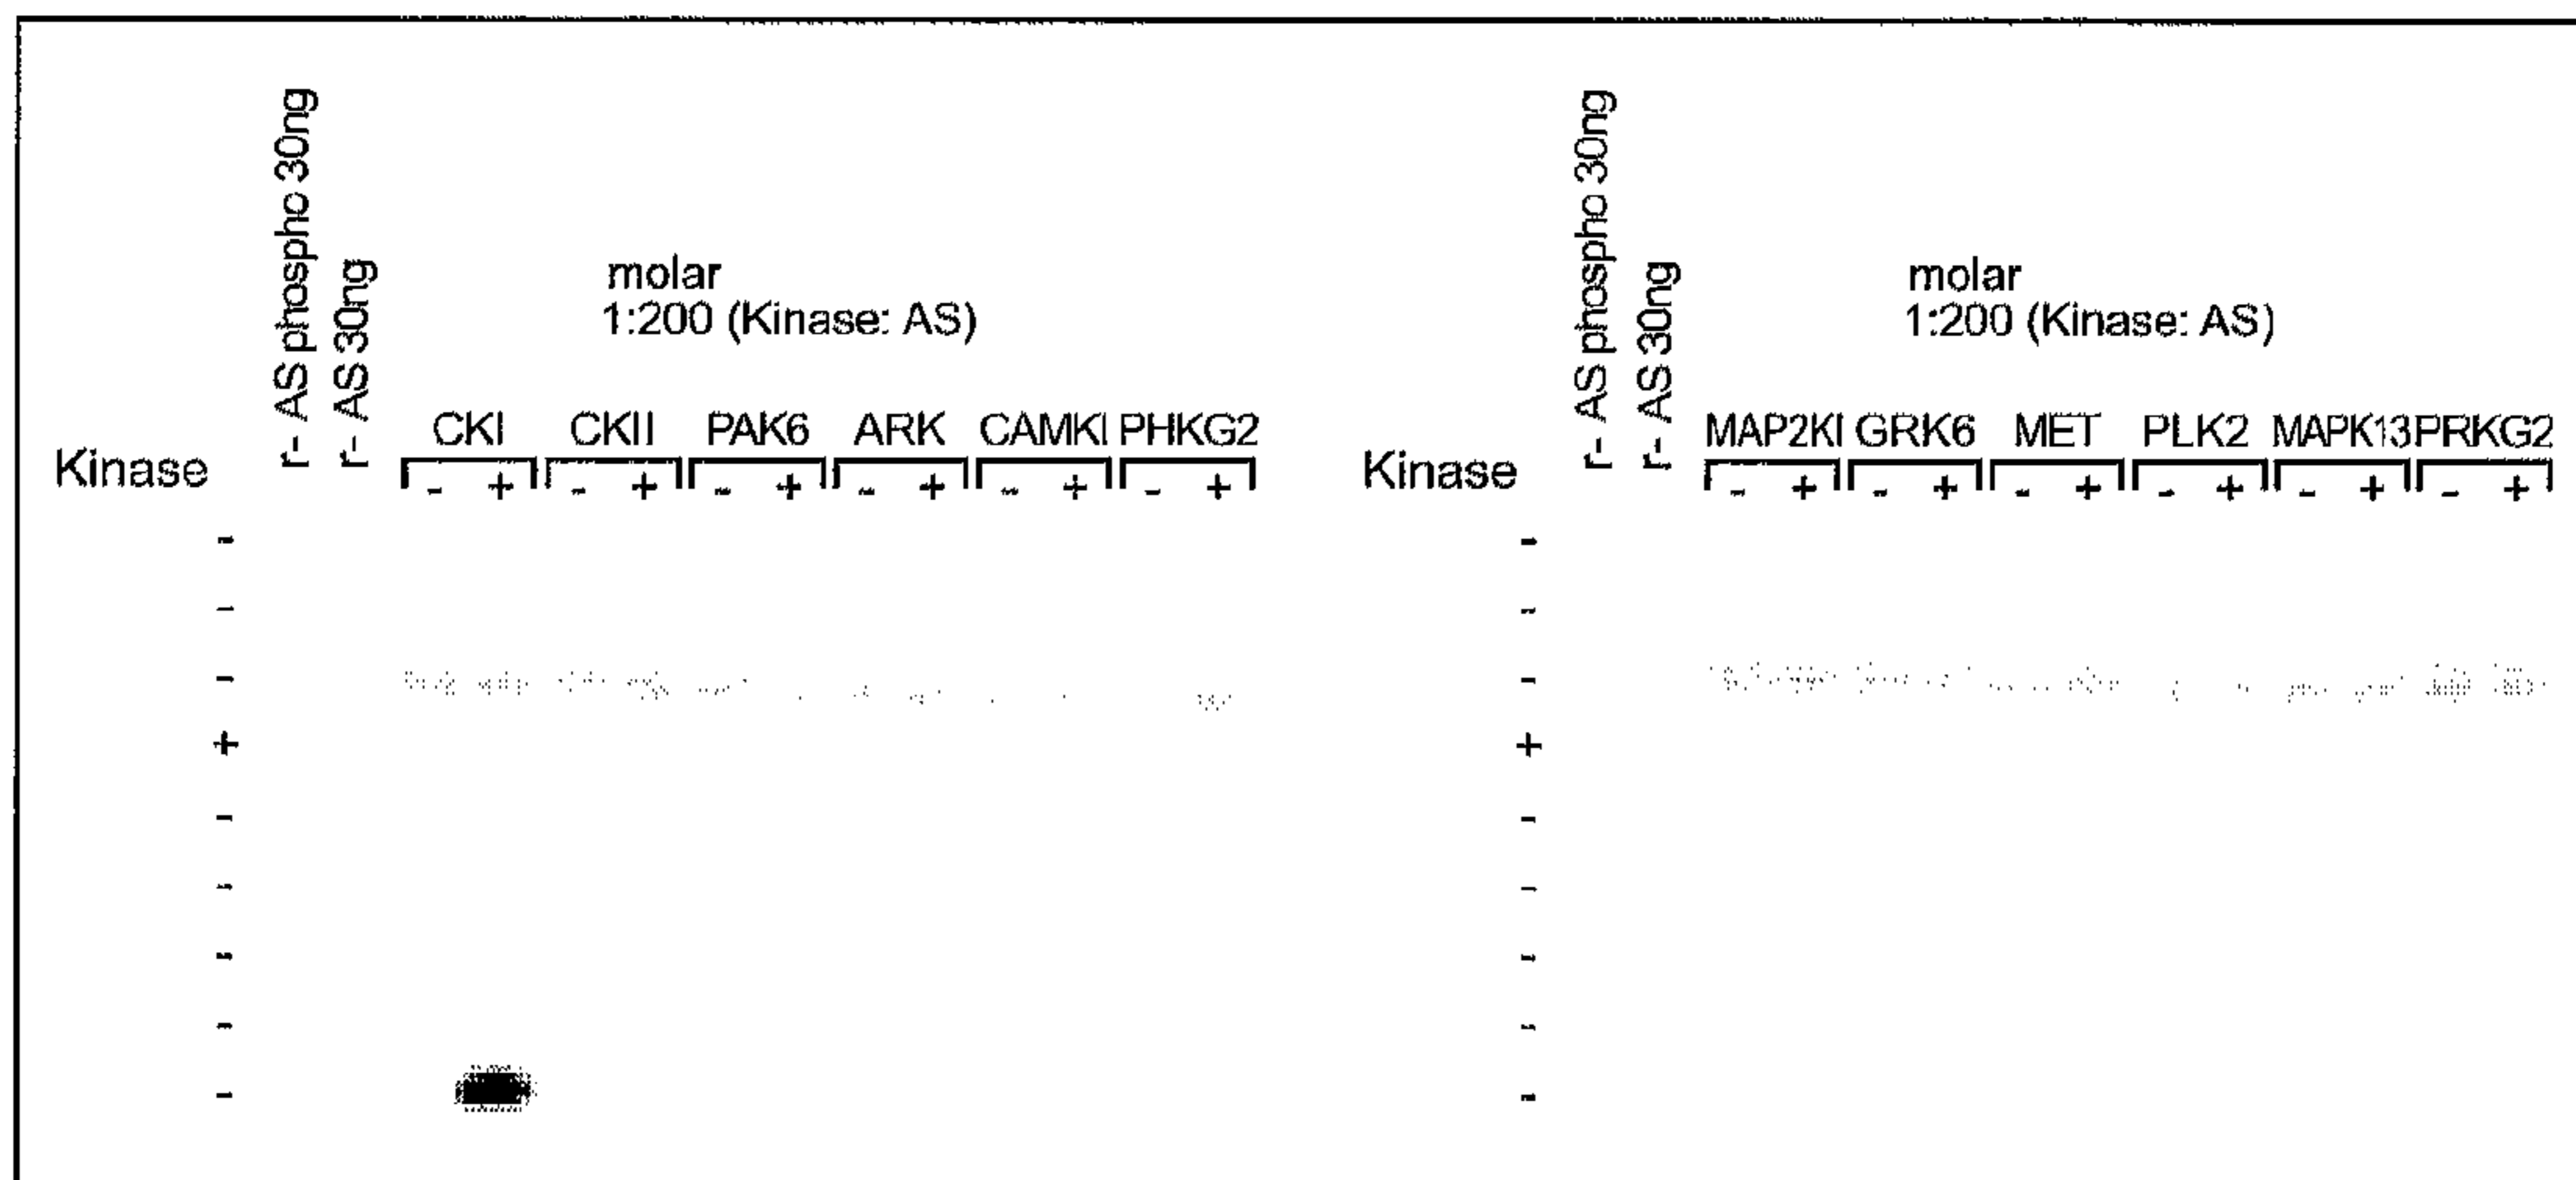 r- AS phospho 30ng
r- AS 30ng
molar
1:200 (Kinase: AS)
CKI CKII PAK6 ARK CAMKI PHKG2
Kinase
- + - + - + - + - + - +
-
-
-
+
-
-
-
-
-
r- AS phospho 30ng
r- AS 30ng
molar
1:200 (Kinase: AS)
MAP2KI GRK6 MET PLK2 MAPK13 PRKG2
Kinase
- + - + - + - + - + - +
-
-
-
+
-
-
-
-
-